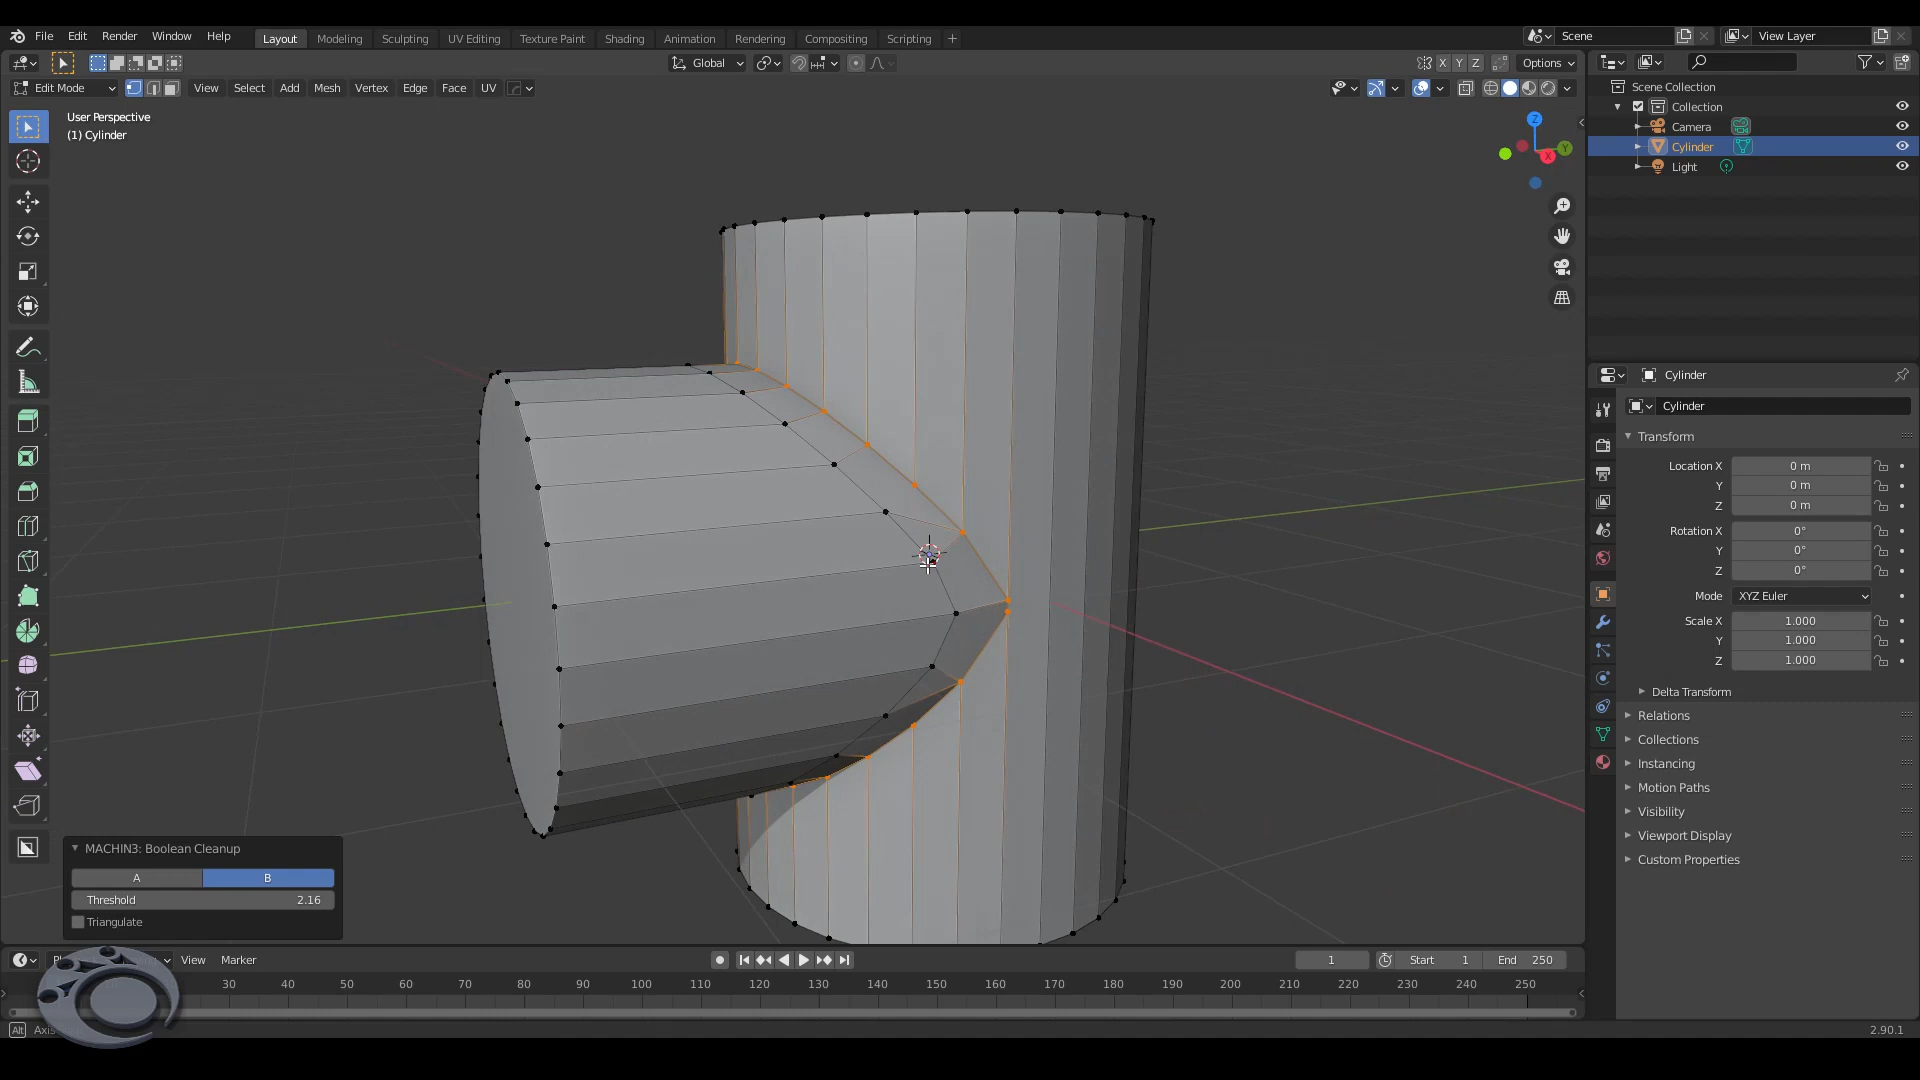 File Edit Render Window Help Layout Modeling Sculpting UV Editing Texture Paint Shading Animation Rendering Compositing Scripting + Scene View Layer
Global X Y Z Options
Edit Mode View Select Add Mesh Vertex Edge Face UV
User Perspective
(1) Cylinder
Z
Y
X
Scene Collection
Collection
Camera
Cylinder
Light
Cylinder
Cylinder
Transform
Location X 0 m
Y 0 m
Z 0 m
Rotation X 0°
Y 0°
Z 0°
Mode XYZ Euler
Scale X 1.000
Y 1.000
Z 1.000
Delta Transform
Relations
Collections
Instancing
Motion Paths
Visibility
Viewport Display
Custom Properties
MACHIN3: Boolean Cleanup
A B
Threshold 2.16
Triangulate
View Marker 1 Start 1 End 250
30 40 50 60 70 80 90 100 110 120 130 140 150 160 170 180 190 200 210 220 230 240 250
Alt Axis
2.90.1